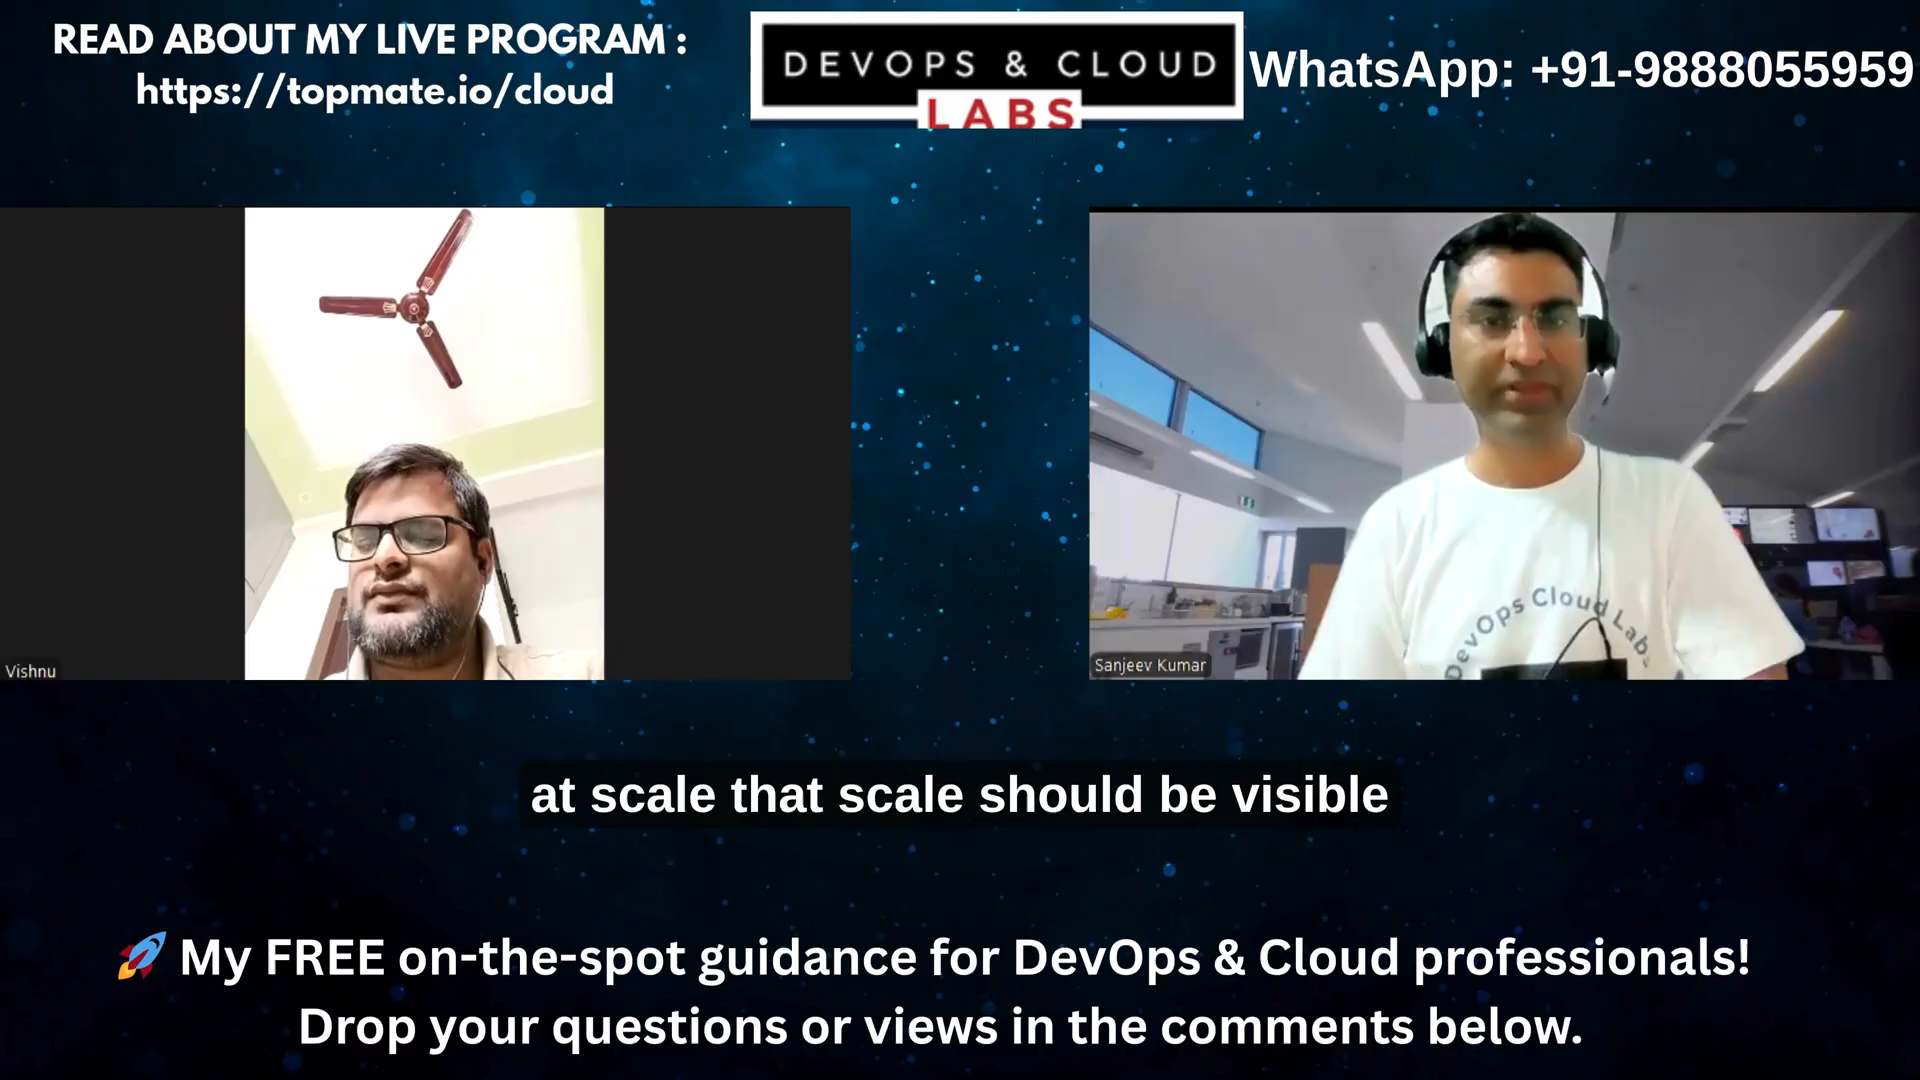 READ ABOUT MY LIVE PROGRAM :
https://topmate.io/cloud
DEVOPS & CLOUD
LABS
WhatsApp: +91-9888055959
DevOps Cloud Labs
Vishnu
Sanjeev Kumar
at scale that scale should be visible
🚀 My FREE on-the-spot guidance for DevOps & Cloud professionals!
Drop your questions or views in the comments below.